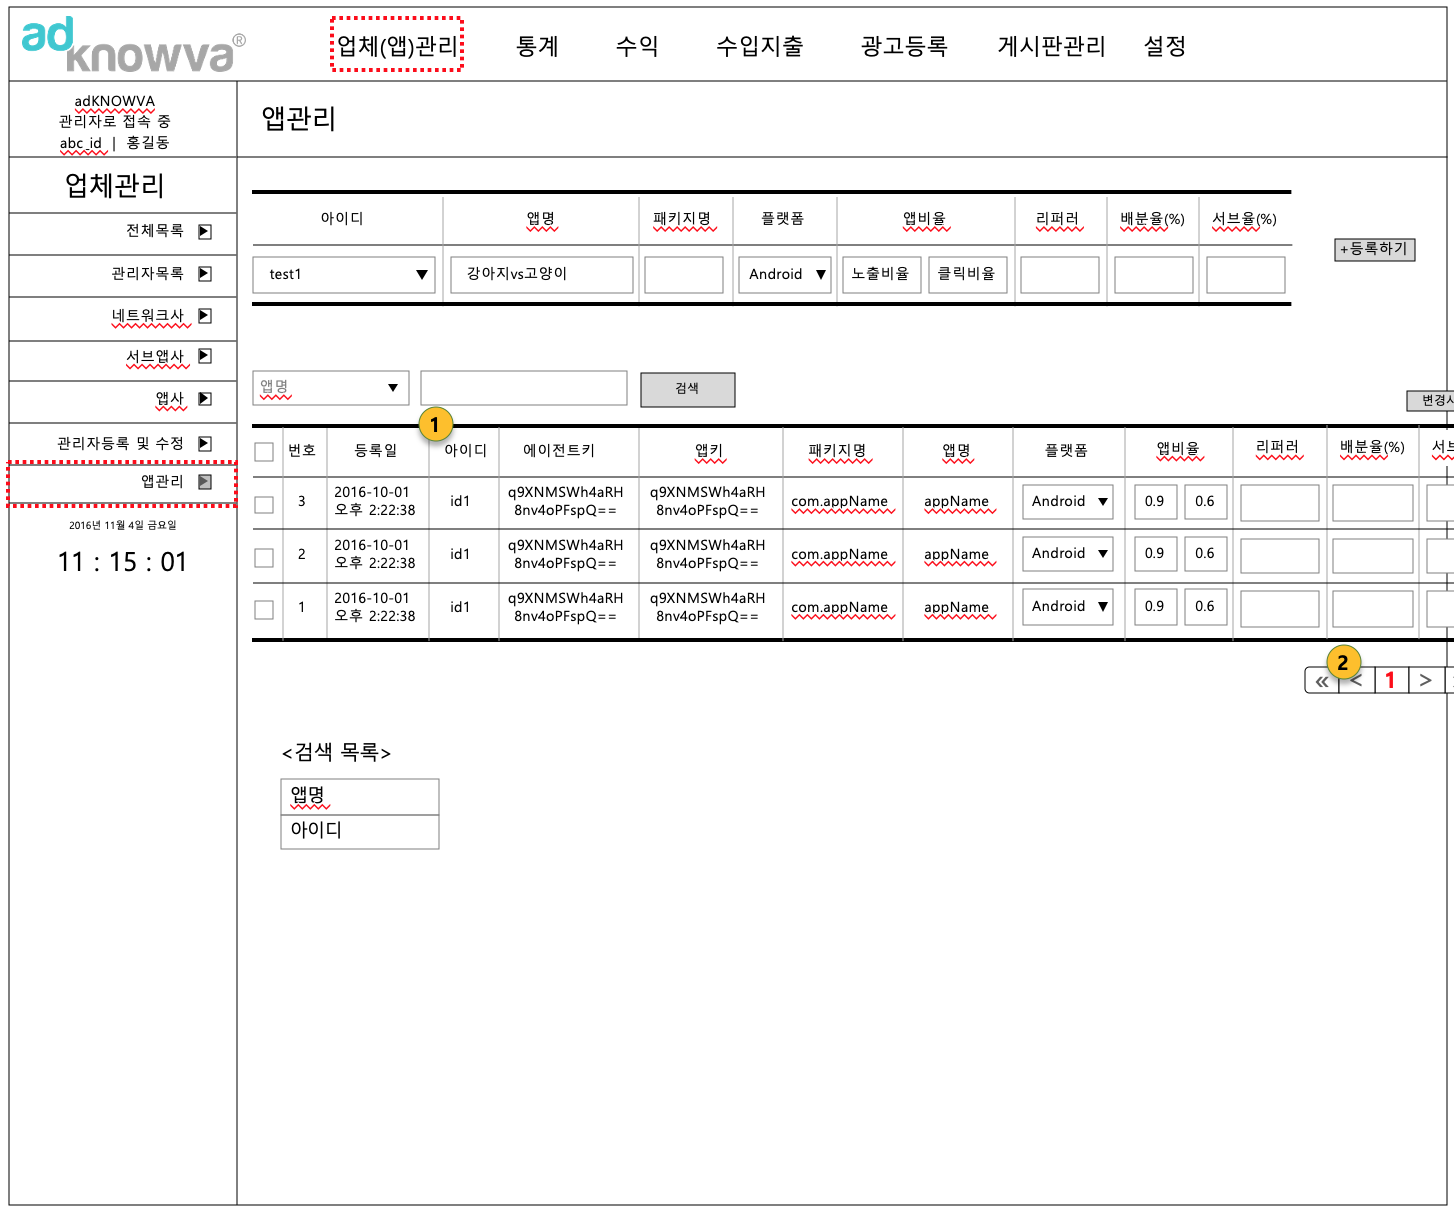 adknowva®
업체(앱)관리 통계 수익 수입지출 광고등록 게시판관리 설정
adKNOWVA
관리자로 접속 중
abc_id | 홍길동
앱관리
업체관리
전체목록
관리자목록
네트워크사
서브앱사
앱사
관리자등록 및 수정
앱관리
2016년 11월 4일 금요일
11 : 15 : 01
아이디 앱명 패키지명 플랫폼 앱비율 리퍼러 배분율(%) 서브율(%)
test1 강아지vs고양이 Android 노출비율 클릭비율
+등록하기
앱명 검색
변경사
1
번호 등록일 아이디 에이전트키 앱키 패키지명 앱명 플랫폼 앱비율 리퍼러 배분율(%) 서브
3 2016-10-01 오후 2:22:38 id1 q9XNMSWh4aRH8nv4oPFspQ== q9XNMSWh4aRH8nv4oPFspQ== com.appName appName Android 0.9 0.6
2 2016-10-01 오후 2:22:38 id1 q9XNMSWh4aRH8nv4oPFspQ== q9XNMSWh4aRH8nv4oPFspQ== com.appName appName Android 0.9 0.6
1 2016-10-01 오후 2:22:38 id1 q9XNMSWh4aRH8nv4oPFspQ== q9XNMSWh4aRH8nv4oPFspQ== com.appName appName Android 0.9 0.6
2
« < 1 >
<검색 목록>
앱명
아이디